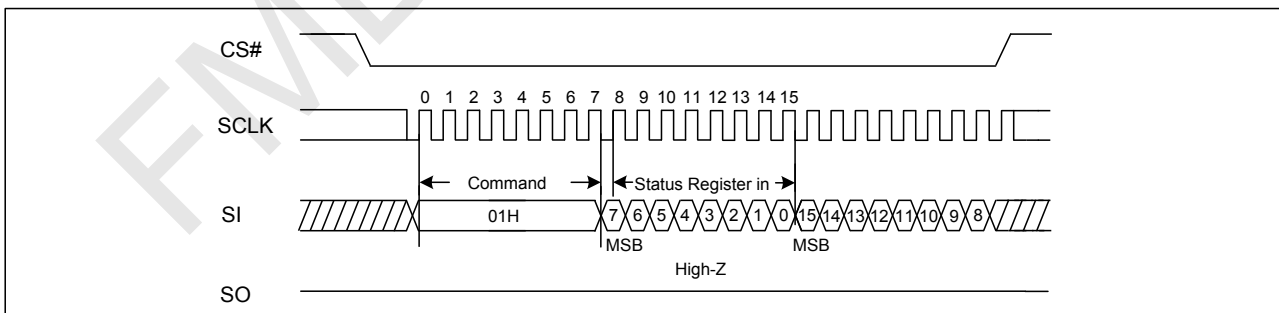 CS#
0 1 2 3 4 5 6 7 8 9 10 11 12 13 14 15
SCLK
Command Status Register in
SI 01H 7 6 5 4 3 2 1 0 15 14 13 12 11 10 9 8
MSB MSB
High-Z
SO